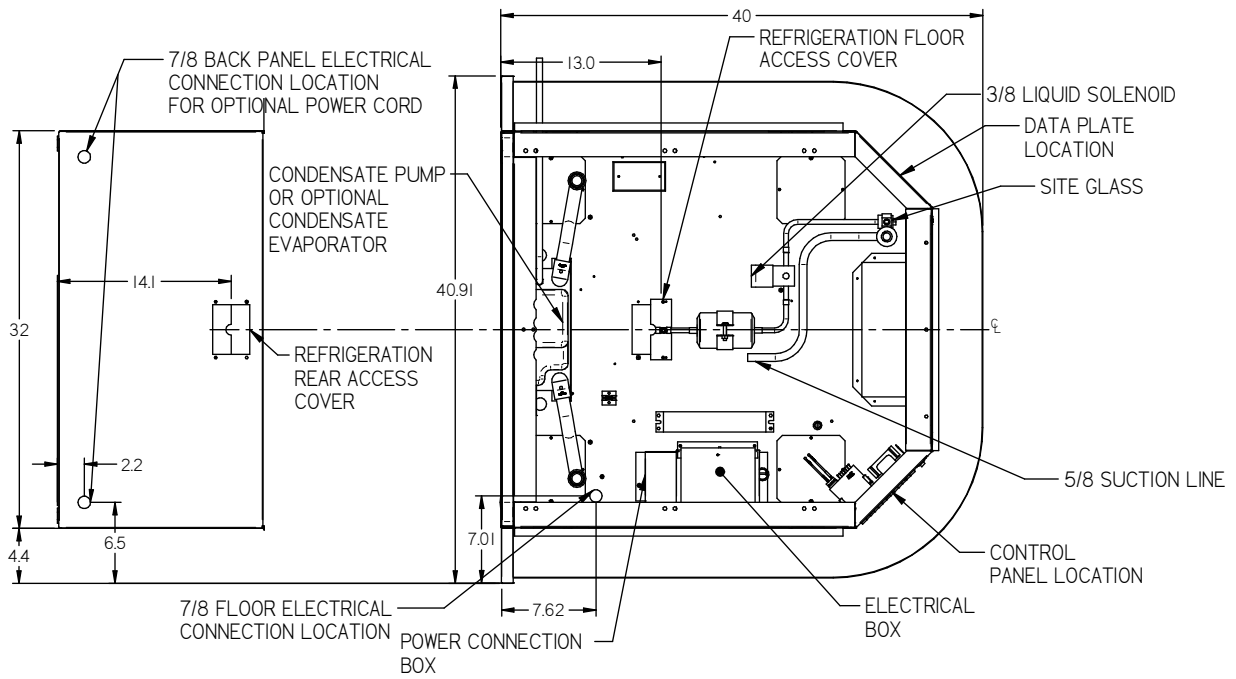 40
7/8 BACK PANEL ELECTRICAL
CONNECTION LOCATION
FOR OPTIONAL POWER CORD
13.0
REFRIGERATION FLOOR
ACCESS COVER
3/8 LIQUID SOLENOID
DATA PLATE
LOCATION
SITE GLASS
CONDENSATE PUMP
OR OPTIONAL
CONDENSATE
EVAPORATOR
14.1
40.91
32
CL
REFRIGERATION
REAR ACCESS
COVER
2.2
5/8 SUCTION LINE
6.5
4.4
7.01
CONTROL
PANEL LOCATION
7/8 FLOOR ELECTRICAL
CONNECTION LOCATION
7.62
ELECTRICAL
BOX
POWER CONNECTION
BOX